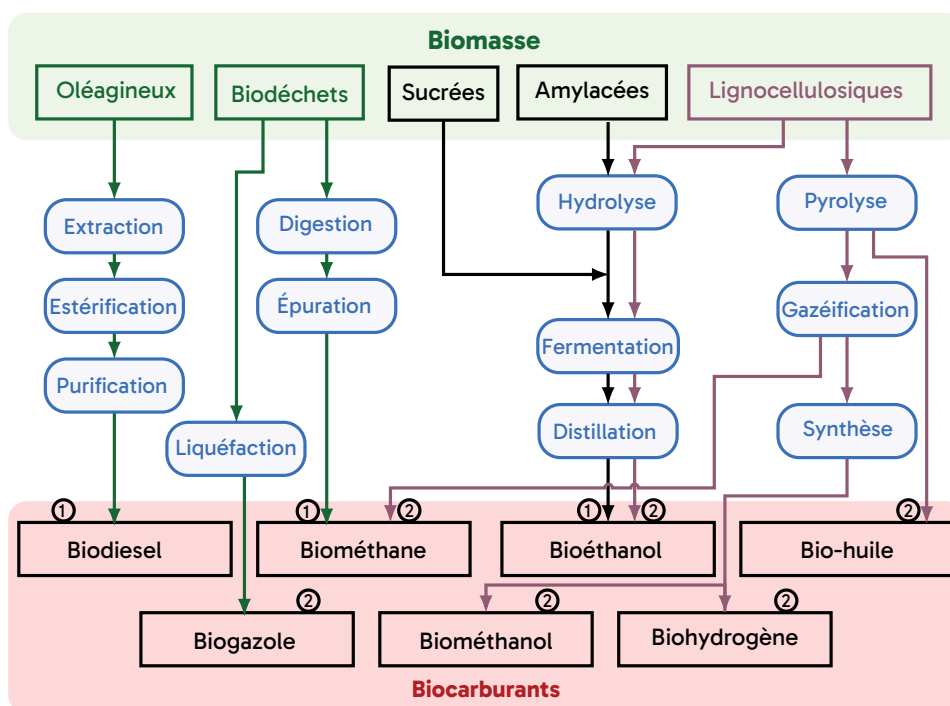 Biomasse
Oléagineux
Biodéchets
Sucrées
Amylacées
Lignocellulosiques
Hydrolyse
Pyrolyse
Extraction
Digestion
Estérification
Épuration
Gazéification
Fermentation
Purification
Liquéfaction
Distillation
Synthèse
1
1
2
1
2
2
Biodiesel
Biométhane
Bioéthanol
Bio-huile
2
2
2
Biogazole
Biométhanol
Biohydrogène
Biocarburants